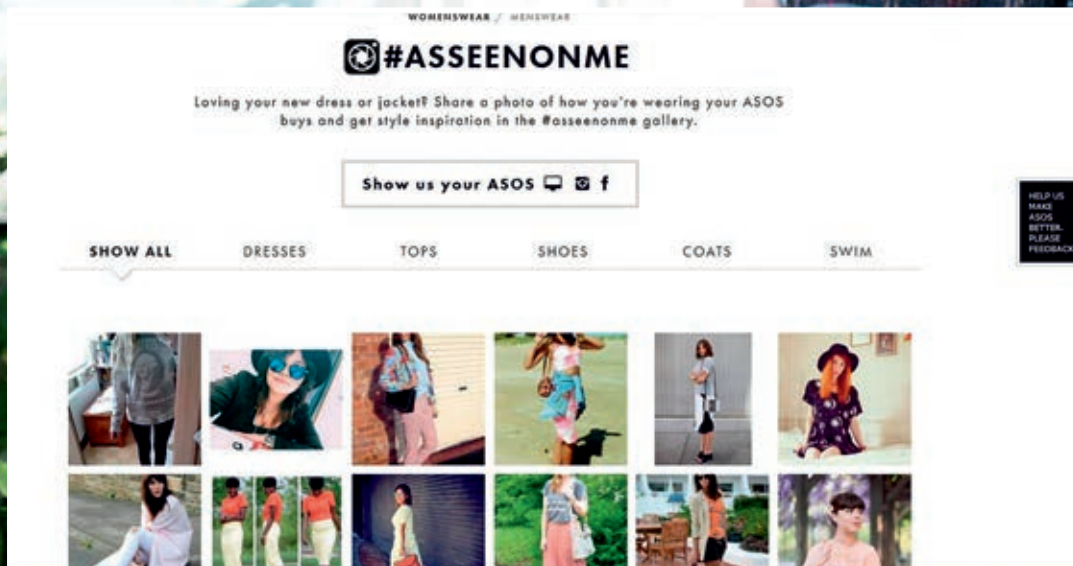 WOMENSWEAR / MENSWEAR
#ASSEENONME
Loving your new dress or jacket? Share a photo of how you're wearing your ASOS
buys and get style inspiration in the #asseenonme gallery.
Show us your ASOS
SHOW ALL DRESSES TOPS SHOES COATS SWIM
HELP US
MAKE
ASOS
BETTER.
PLEASE
FEEDBACK